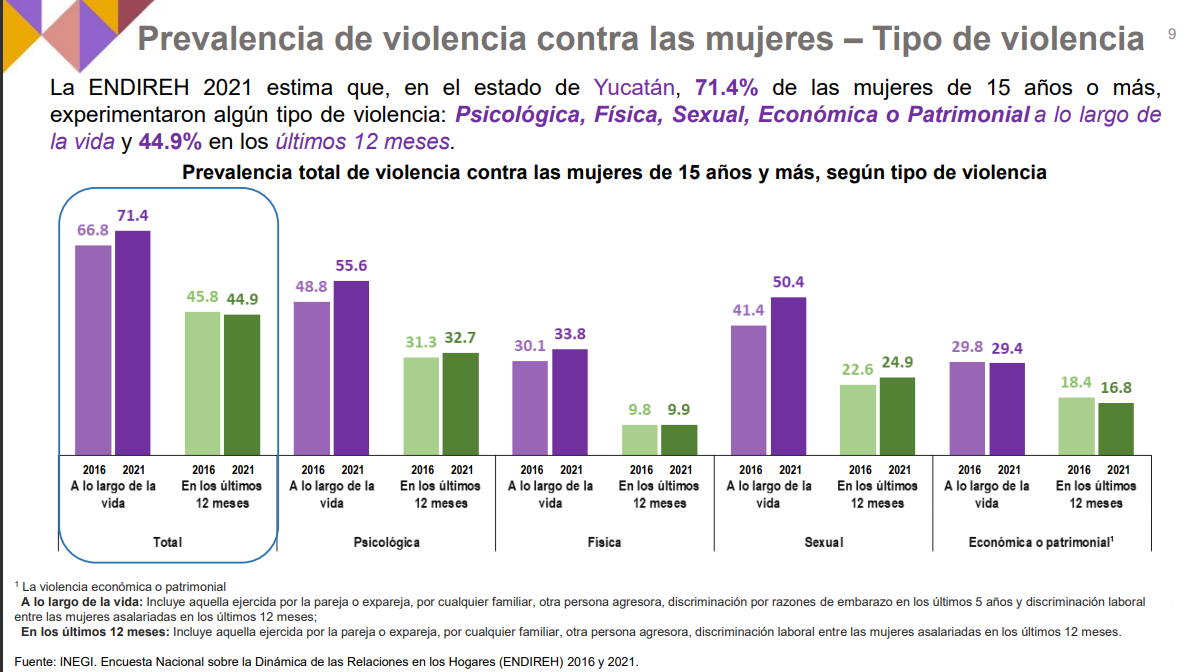 Prevalencia de violencia contra las mujeres – Tipo de violencia
9
La ENDIREH 2021 estima que, en el estado de Yucatán, 71.4% de las mujeres de 15 años o más,
experimentaron algún tipo de violencia: Psicológica, Física, Sexual, Económica o Patrimonial a lo largo de
la vida y 44.9% en los últimos 12 meses.
Prevalencia total de violencia contra las mujeres de 15 años y más, según tipo de violencia
66.8 71.4 45.8 44.9 48.8 55.6 31.3 32.7 30.1 33.8 9.8 9.9 41.4 50.4 22.6 24.9 29.8 29.4 18.4 16.8
2016 2021 2016 2021 2016 2021 2016 2021 2016 2021 2016 2021 2016 2021 2016 2021 2016 2021 2016 2021
A lo largo de la En los últimos A lo largo de la En los últimos A lo largo de la En los últimos A lo largo de la En los últimos A lo largo de la En los últimos
vida 12 meses vida 12 meses vida 12 meses vida 12 meses vida 12 meses
Total Psicológica Física Sexual Económica o patrimonial¹
¹ La violencia económica o patrimonial
A lo largo de la vida: Incluye aquella ejercida por la pareja o expareja, por cualquier familiar, otra persona agresora, discriminación por razones de embarazo en los últimos 5 años y discriminación laboral
entre las mujeres asalariadas en los últimos 12 meses;
En los últimos 12 meses: Incluye aquella ejercida por la pareja o expareja, por cualquier familiar, otra persona agresora, discriminación laboral entre las mujeres asalariadas en los últimos 12 meses.
Fuente: INEGI. Encuesta Nacional sobre la Dinámica de las Relaciones en los Hogares (ENDIREH) 2016 y 2021.